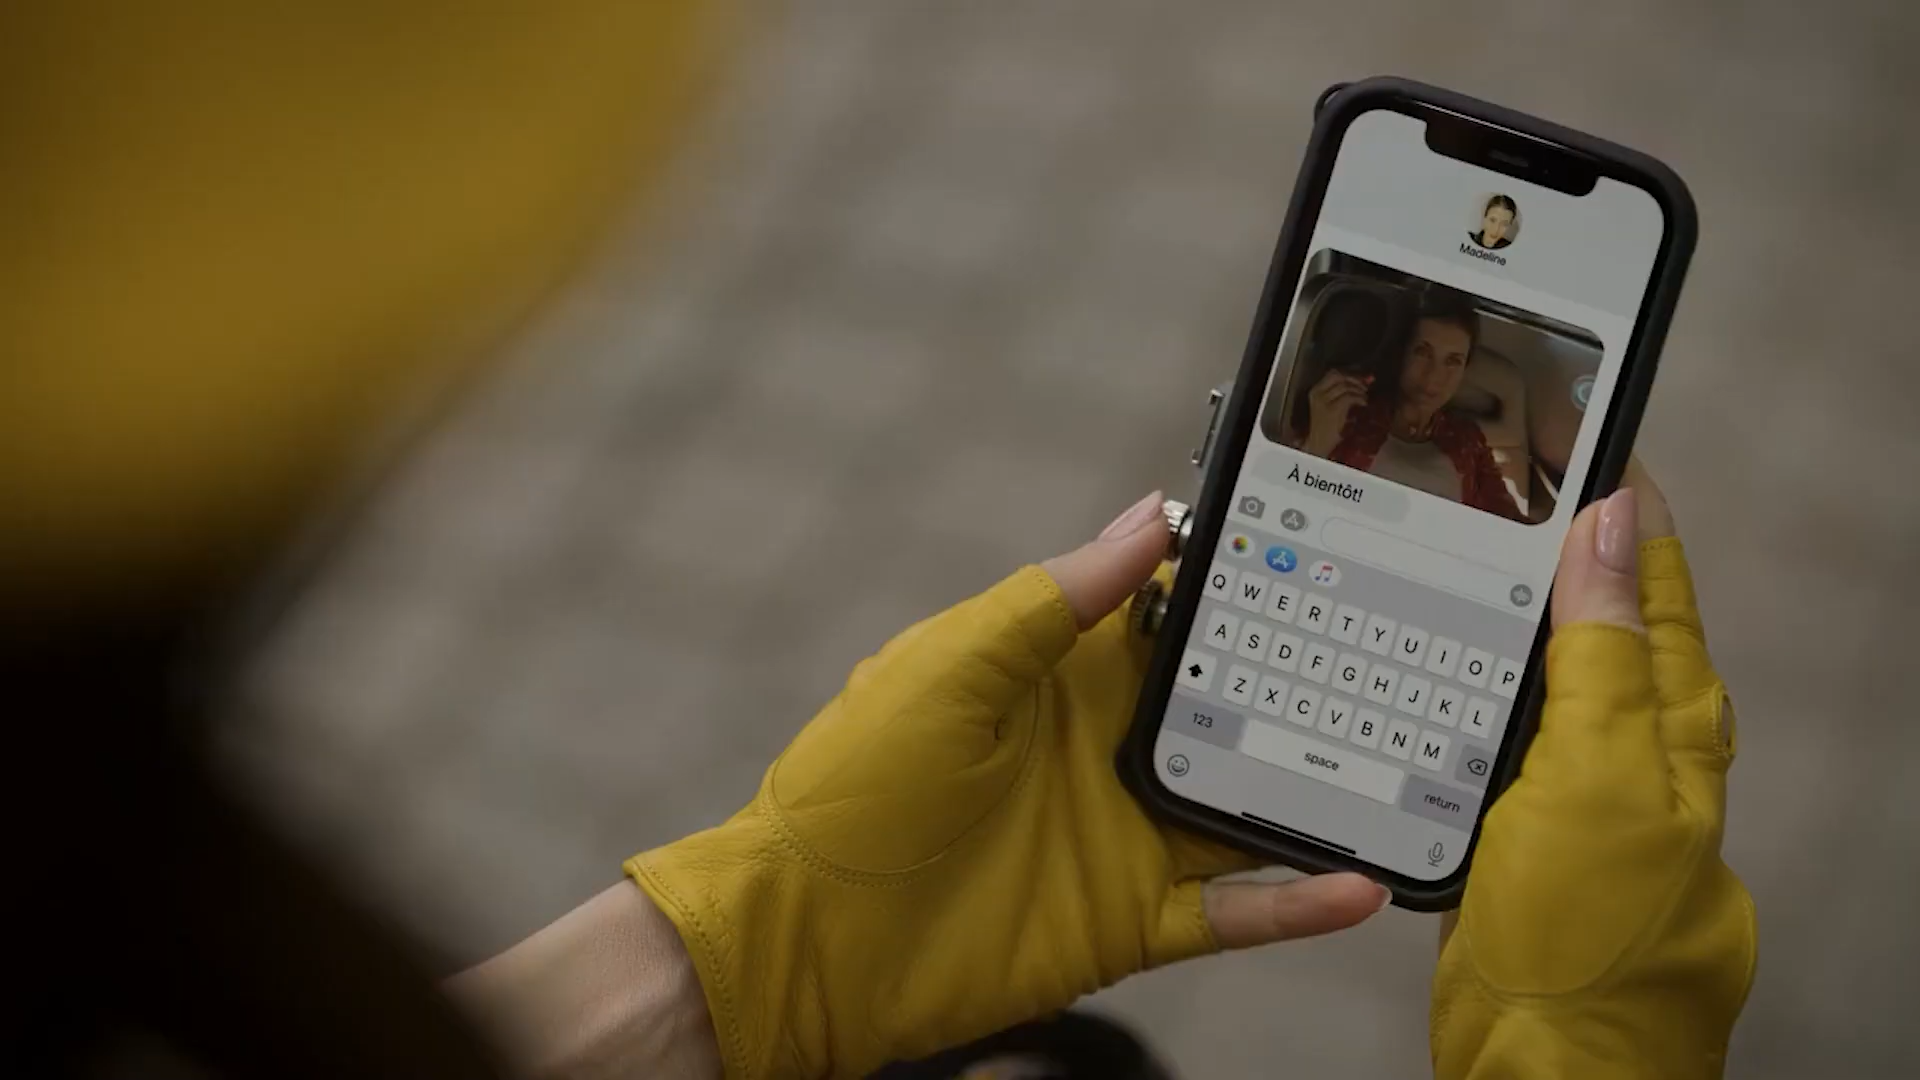 Madeline
À bientôt!
Q W E R T Y U I O P
A S D F G H J K L
Z X C V B N M
123
space
return